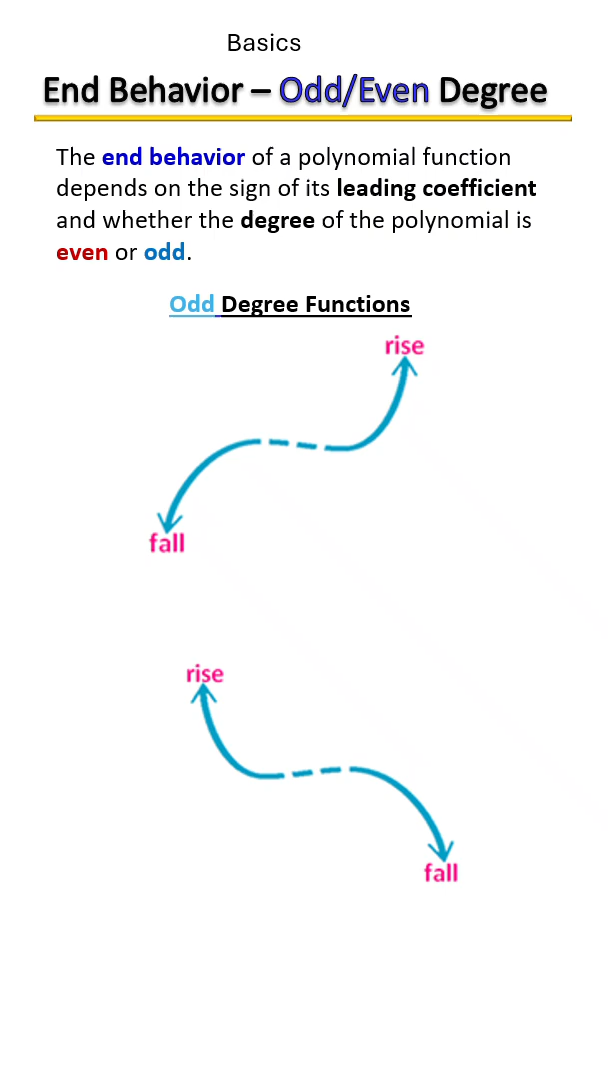 Basics
End Behavior – Odd/Even Degree
The end behavior of a polynomial function
depends on the sign of its leading coefficient
and whether the degree of the polynomial is
even or odd.
Odd Degree Functions
rise
fall
rise
fall